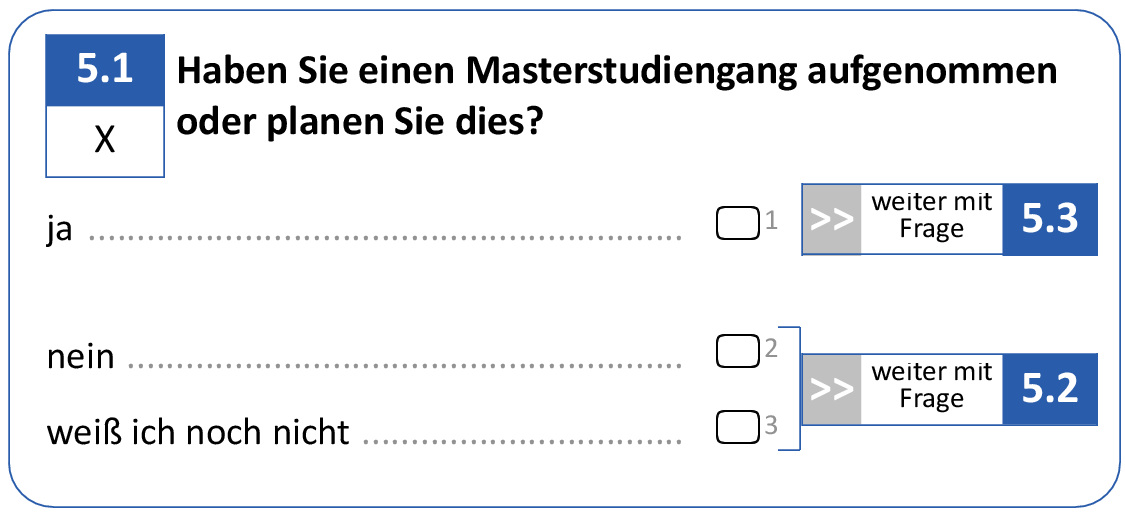 5.1 Haben Sie einen Masterstudiengang aufgenommen
oder planen Sie dies?
X
ja ................................................................ 1 >> weiter mit Frage 5.3
nein ............................................................ 2
weiß ich noch nicht ................................... 3
>> weiter mit Frage 5.2